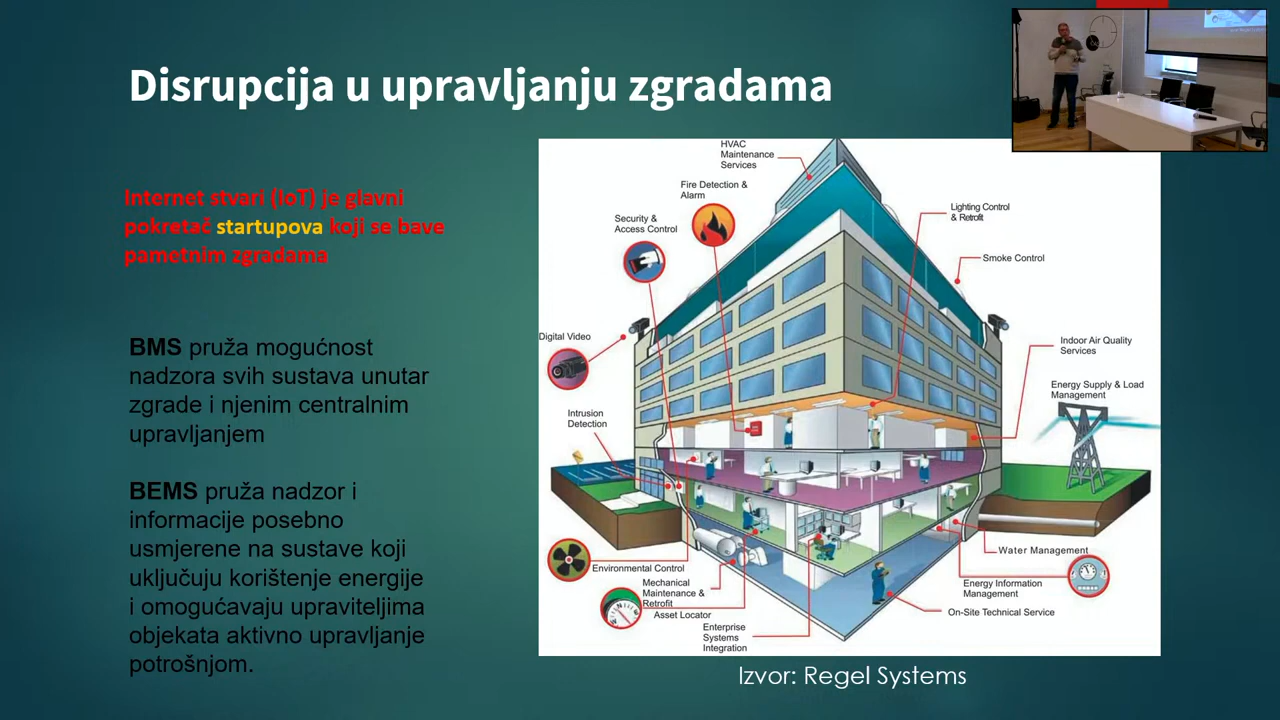 Disrupcija u upravljanju zgradama
Internet stvari (IoT) je glavni
pokretač startupova koji se bave
pametnim zgradama
BMS pruža mogućnost
nadzora svih sustava unutar
zgrade i njenim centralnim
upravljanjem
BEMS pruža nadzor i
informacije posebno
usmjerene na sustave koji
uključuju korištenje energije
i omogućavaju upraviteljima
objekata aktivno upravljanje
potrošnjom.
HVAC
Maintenance
Services
Fire Detection &
Alarm
Security &
Access Control
Lighting Control
& Retrofit
Smoke Control
Digital Video
Indoor Air Quality
Services
Energy Supply & Load
Management
Intrusion
Detection
Environmental Control
Mechanical
Maintenance &
Retrofit
Asset Locator
Enterprise
Systems
Integration
Water Management
Energy Information
Management
On-Site Technical Service
Izvor: Regel Systems